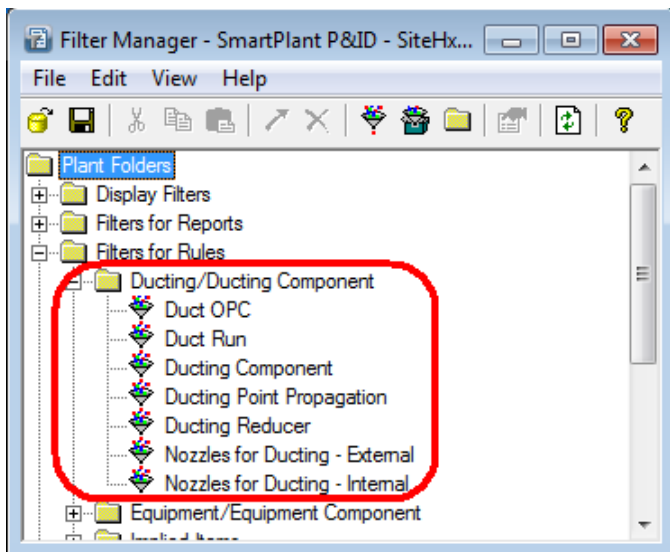 Filter Manager - SmartPlant P&ID - SiteHx...
File Edit View Help
Plant Folders
Display Filters
Filters for Reports
Filters for Rules
Ducting/Ducting Component
Duct OPC
Duct Run
Ducting Component
Ducting Point Propagation
Ducting Reducer
Nozzles for Ducting - External
Nozzles for Ducting - Internal
Equipment/Equipment Component
Implied Items